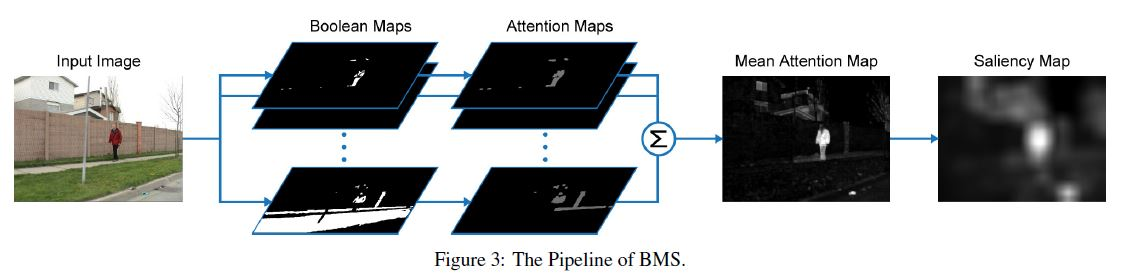 Boolean Maps
Attention Maps
Input Image
Mean Attention Map
Saliency Map
Σ
Figure 3: The Pipeline of BMS.